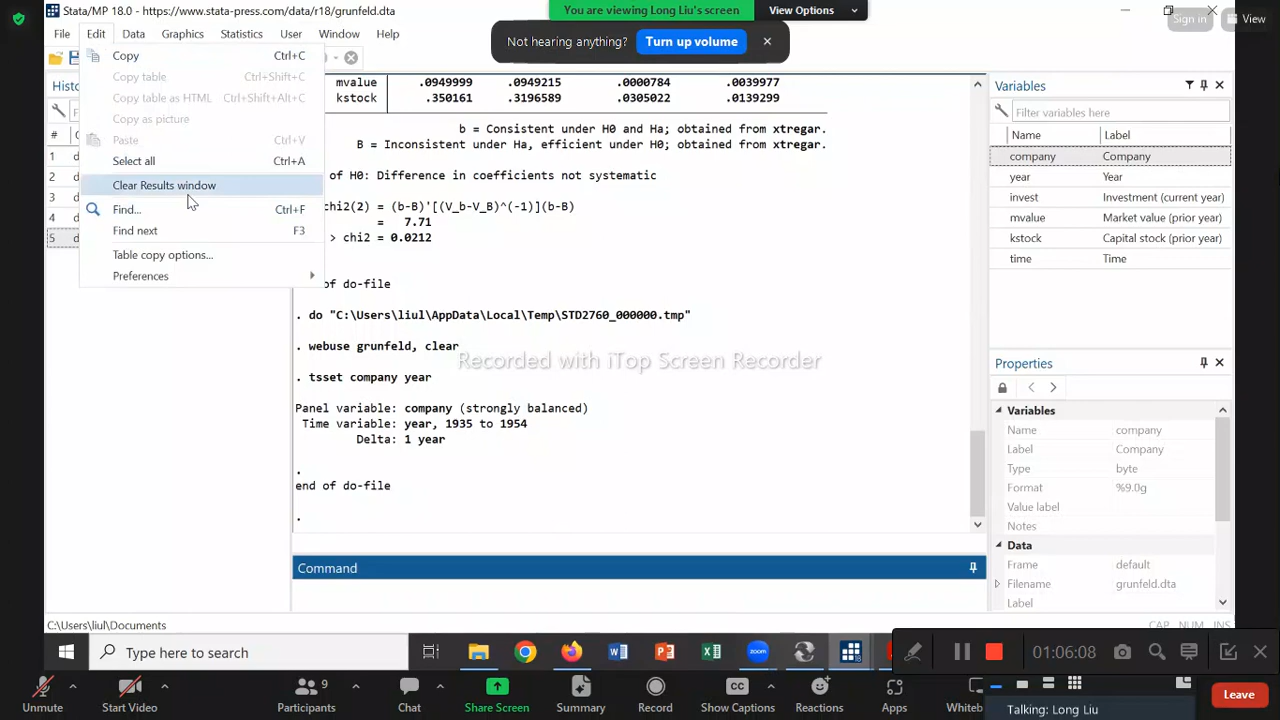 Stata/MP 18.0 - https://www.stata-press.com/data/r18/grunfeld.dta
You are viewing Long Liu's screen
View Options
Sign in
View
File Edit Data Graphics Statistics User Window Help
Not hearing anything? Turn up volume
Copy Ctrl+C
Copy table Ctrl+Shift+C
Copy table as HTML Ctrl+Shift+Alt+C
Copy as picture
Paste Ctrl+V
Select all Ctrl+A
Clear Results window
Find... Ctrl+F
Find next F3
Table copy options...
Preferences
Histo
#
1 d
2 d
3 d
4 d
5 d
mvalue .0949999 .0949215 .0000784 .0039977
kstock .350161 .3196589 .0305022 .0139299
b = Consistent under H0 and Ha; obtained from xtregar.
B = Inconsistent under Ha, efficient under H0; obtained from xtregar.
of H0: Difference in coefficients not systematic
chi2(2) = (b-B)'[(V_b-V_B)^(-1)](b-B)
= 7.71
> chi2 = 0.0212
of do-file
. do "C:\Users\liul\AppData\Local\Temp\STD2760_000000.tmp"
. webuse grunfeld, clear
. tsset company year
Panel variable: company (strongly balanced)
Time variable: year, 1935 to 1954
Delta: 1 year
.
end of do-file
.
Recorded with iTop Screen Recorder
Command
Variables
Filter variables here
Name Label
company Company
year Year
invest Investment (current year)
mvalue Market value (prior year)
kstock Capital stock (prior year)
time Time
Properties
Variables
Name company
Label Company
Type byte
Format %9.0g
Value label
Notes
Data
Frame default
Filename grunfeld.dta
Label
C:\Users\liul\Documents
CAP NUM INS
Type here to search
01:06:08
Unmute
Start Video
9
Participants
Chat
Share Screen
Summary
Record
Show Captions
Reactions
Apps
Whiteb
Talking: Long Liu
Leave